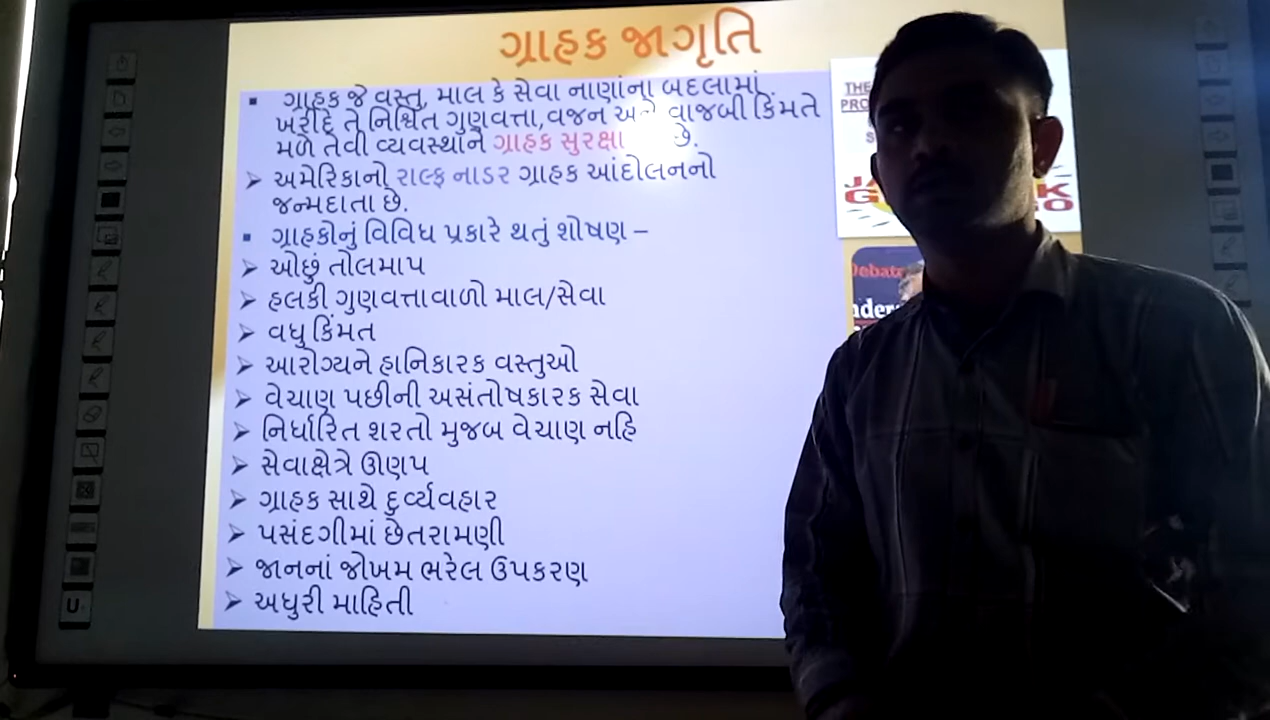 ગ્રાહક જાગૃતિ
▪ ગ્રાહક જે વસ્તુ, માલ કે સેવા નાણાંના બદલામાં
ખરીદે તે નિશ્ચિત ગુણવત્તા,વજન અને વાજબી કિંમતે
મળે તેવી વ્યવસ્થાને ગ્રાહક સુરક્ષા છે.
➢ અમેરિકાનો રાલ્ફ નાડર ગ્રાહક આંદોલનનો
જન્મદાતા છે.
▪ ગ્રાહકોનું વિવિધ પ્રકારે થતું શોષણ –
➢ ઓછું તોલમાપ
➢ હલકી ગુણવત્તાવાળો માલ/સેવા
➢ વધુ કિંમત
➢ આરોગ્યને હાનિકારક વસ્તુઓ
➢ વેચાણ પછીની અસંતોષકારક સેવા
➢ નિર્ધારિત શરતો મુજબ વેચાણ નહિ
➢ સેવાક્ષેત્રે ઊણપ
➢ ગ્રાહક સાથે દુર્વ્યવહાર
➢ પસંદગીમાં છેતરામણી
➢ જાનનાં જોખમ ભરેલ ઉપકરણ
➢ અધુરી માહિતી
THE
Debate